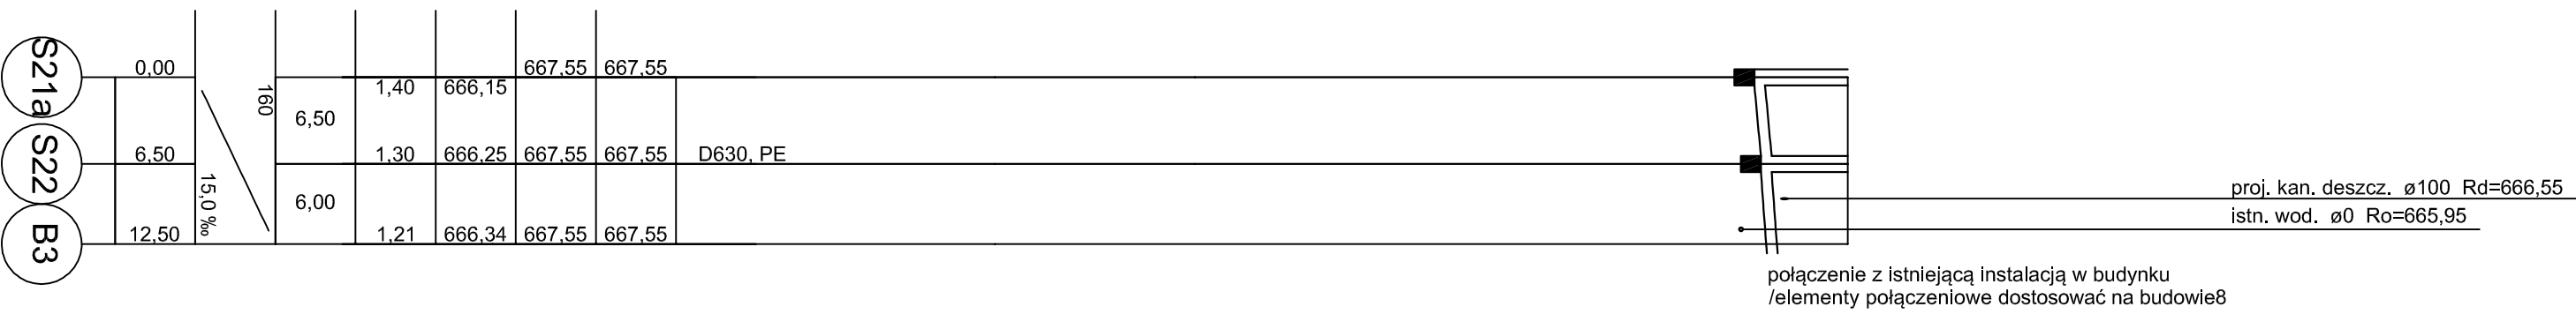 S21a
0,00
667,55 667,55
1,40 666,15
160
6,50
S22
6,50
1,30 666,25 667,55 667,55
D630, PE
15,0 ‰
6,00
proj. kan. deszcz. ø100 Rd=666,55
istn. wod. ø0 Ro=665,95
B3
12,50
1,21 666,34 667,55 667,55
połączenie z istniejącą instalacją w budynku
/elementy połączeniowe dostosować na budowie8